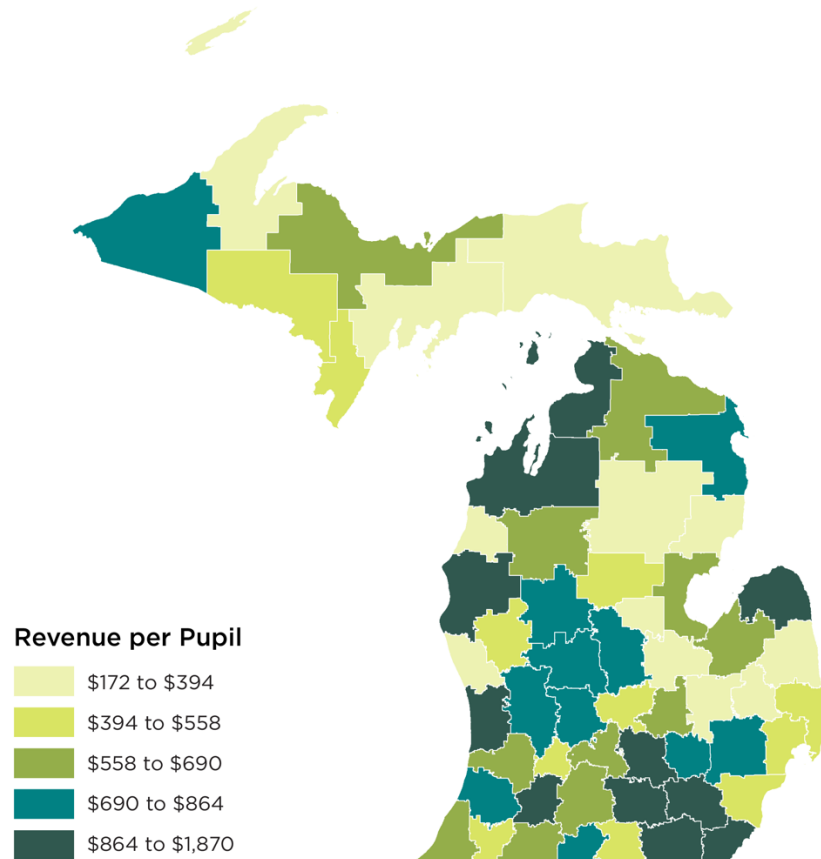 Revenue per Pupil
$172 to $394
$394 to $558
$558 to $690
$690 to $864
$864 to $1,870